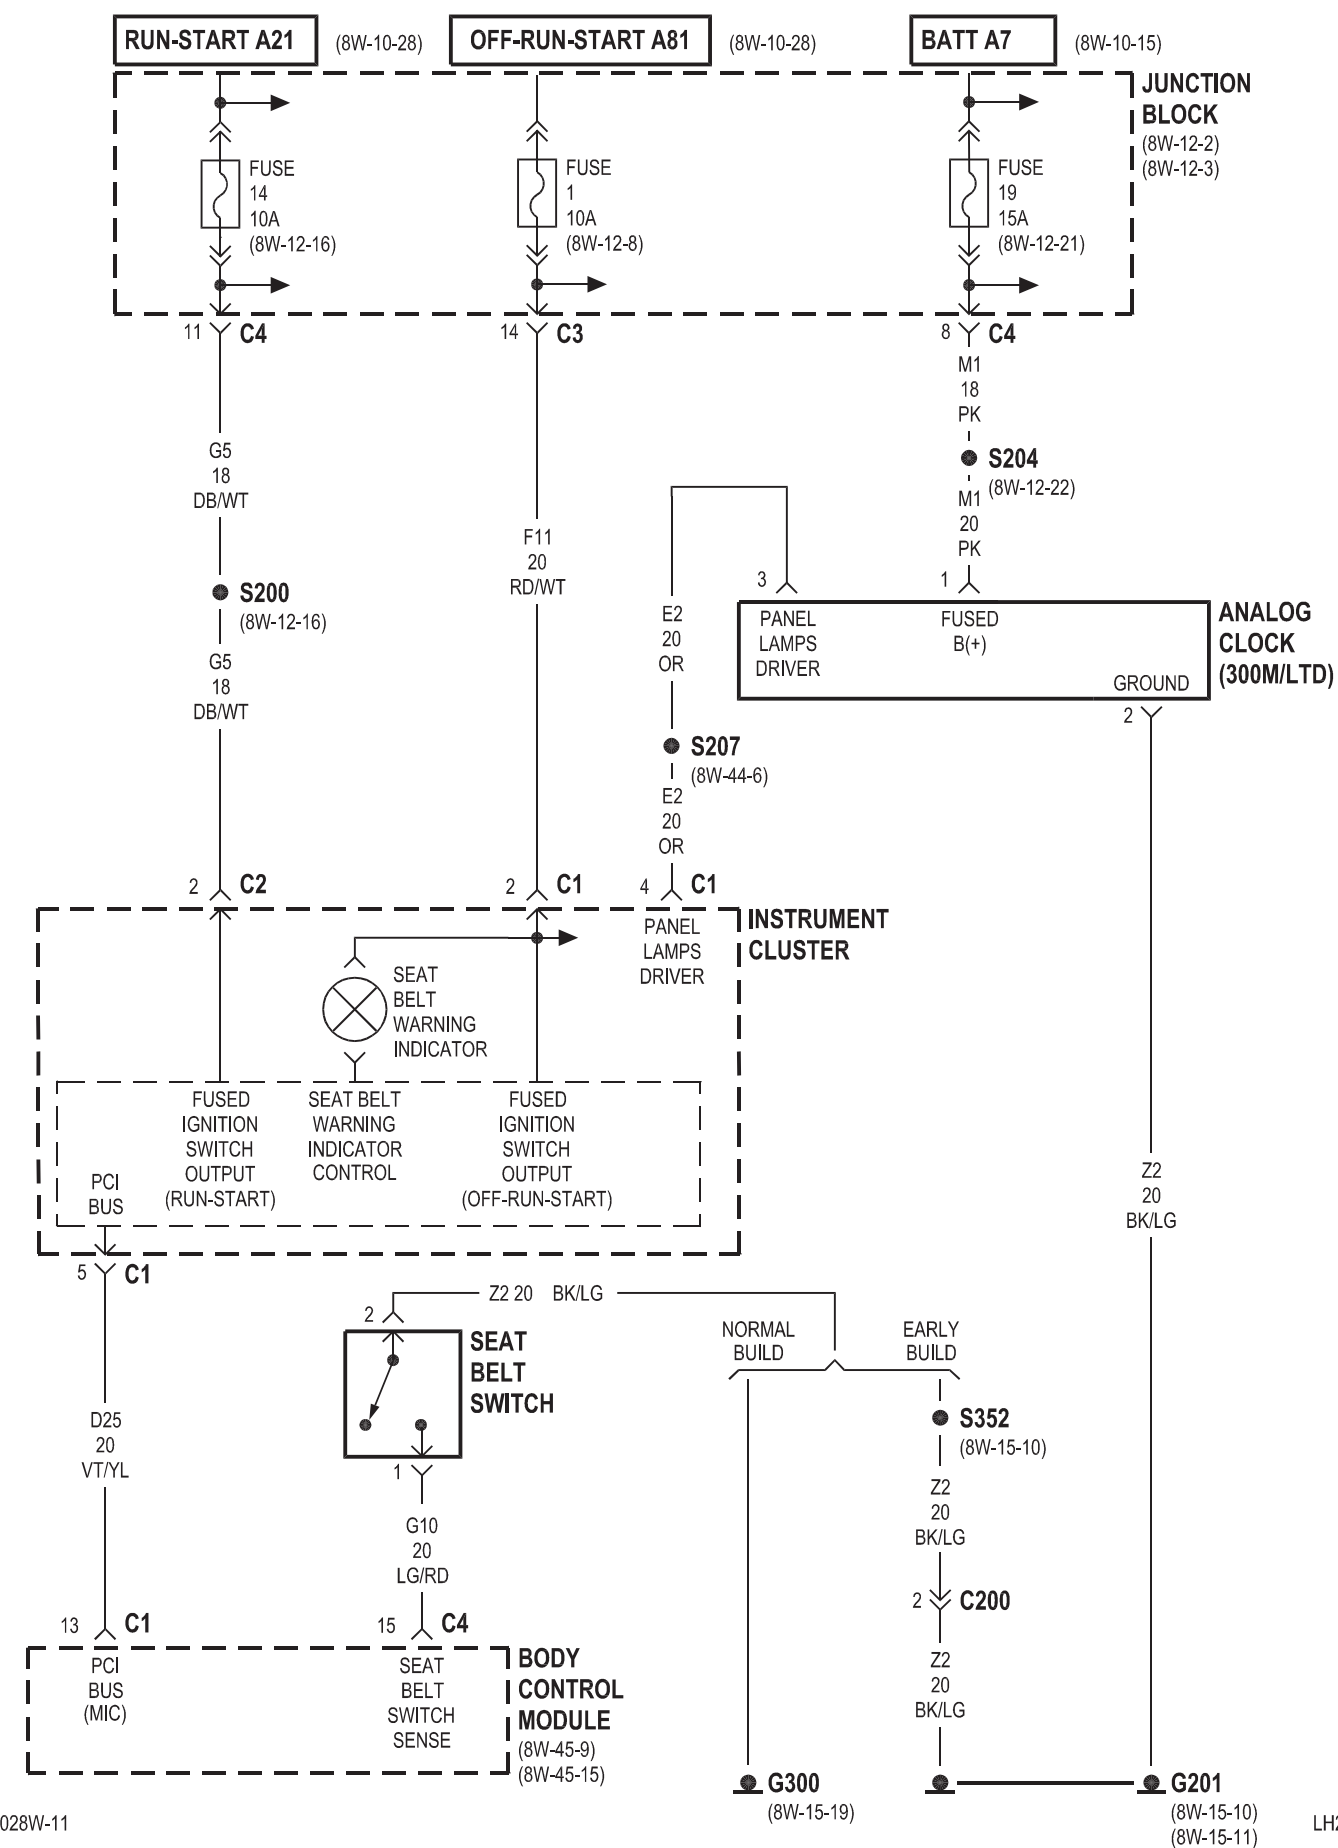 RUN-START A21 (8W-10-28) OFF-RUN-START A81 (8W-10-28) BATT A7 (8W-10-15)
JUNCTION
BLOCK
(8W-12-2)
(8W-12-3)
FUSE
14
10A
(8W-12-16)
FUSE
1
10A
(8W-12-8)
FUSE
19
15A
(8W-12-21)
11 C4
14 C3
8 C4
M1
18
PK
S204
(8W-12-22)
M1
20
PK
G5
18
DB/WT
S200
(8W-12-16)
G5
18
DB/WT
F11
20
RD/WT
E2
20
OR
S207
(8W-44-6)
E2
20
OR
3
1
PANEL
LAMPS
DRIVER
FUSED
B(+)
GROUND
ANALOG
CLOCK
(300M/LTD)
2
2 C2
2 C1
4 C1
INSTRUMENT
CLUSTER
PANEL
LAMPS
DRIVER
SEAT
BELT
WARNING
INDICATOR
PCI
BUS
FUSED
IGNITION
SWITCH
OUTPUT
(RUN-START)
SEAT BELT
WARNING
INDICATOR
CONTROL
FUSED
IGNITION
SWITCH
OUTPUT
(OFF-RUN-START)
Z2
20
BK/LG
5 C1
2
Z2 20 BK/LG
SEAT
BELT
SWITCH
NORMAL
BUILD
EARLY
BUILD
D25
20
VT/YL
1
G10
20
LG/RD
S352
(8W-15-10)
Z2
20
BK/LG
2 C200
Z2
20
BK/LG
13 C1
15 C4
PCI
BUS
(MIC)
SEAT
BELT
SWITCH
SENSE
BODY
CONTROL
MODULE
(8W-45-9)
(8W-45-15)
G300
(8W-15-19)
G201
(8W-15-10)
(8W-15-11)
028W-11
LH2